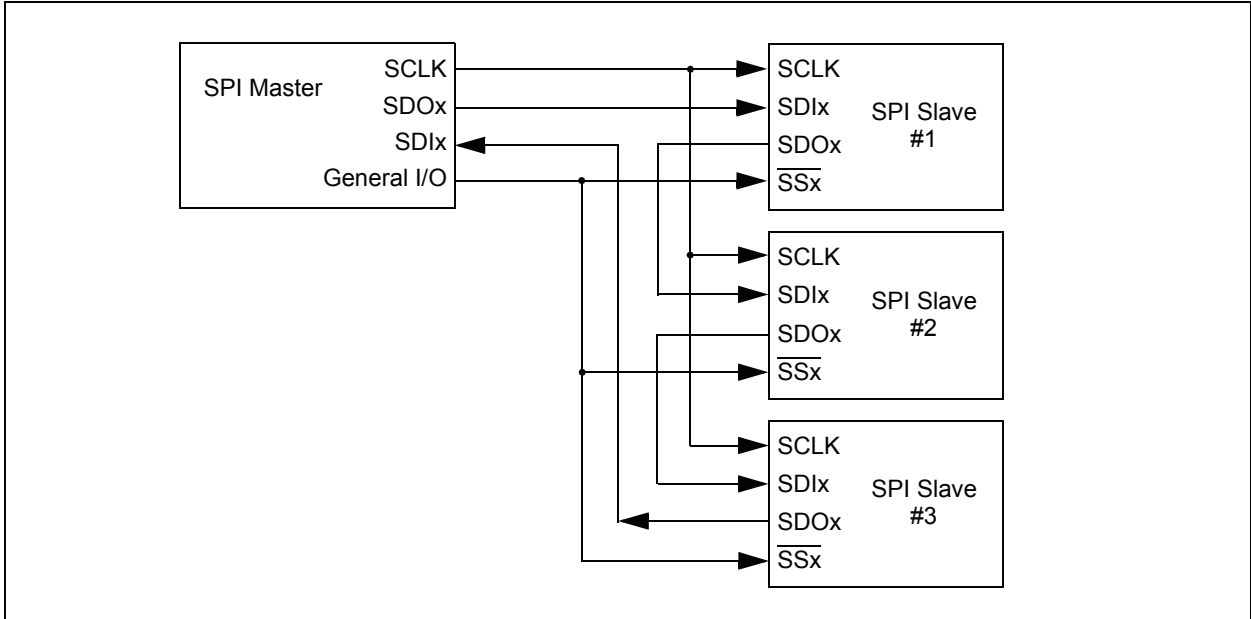 SPI Master
SCLK
SDOx
SDIx
General I/O
SCLK
SDIx
SDOx
SSx
SPI Slave
#1
SCLK
SDIx
SDOx
SSx
SPI Slave
#2
SCLK
SDIx
SDOx
SSx
SPI Slave
#3